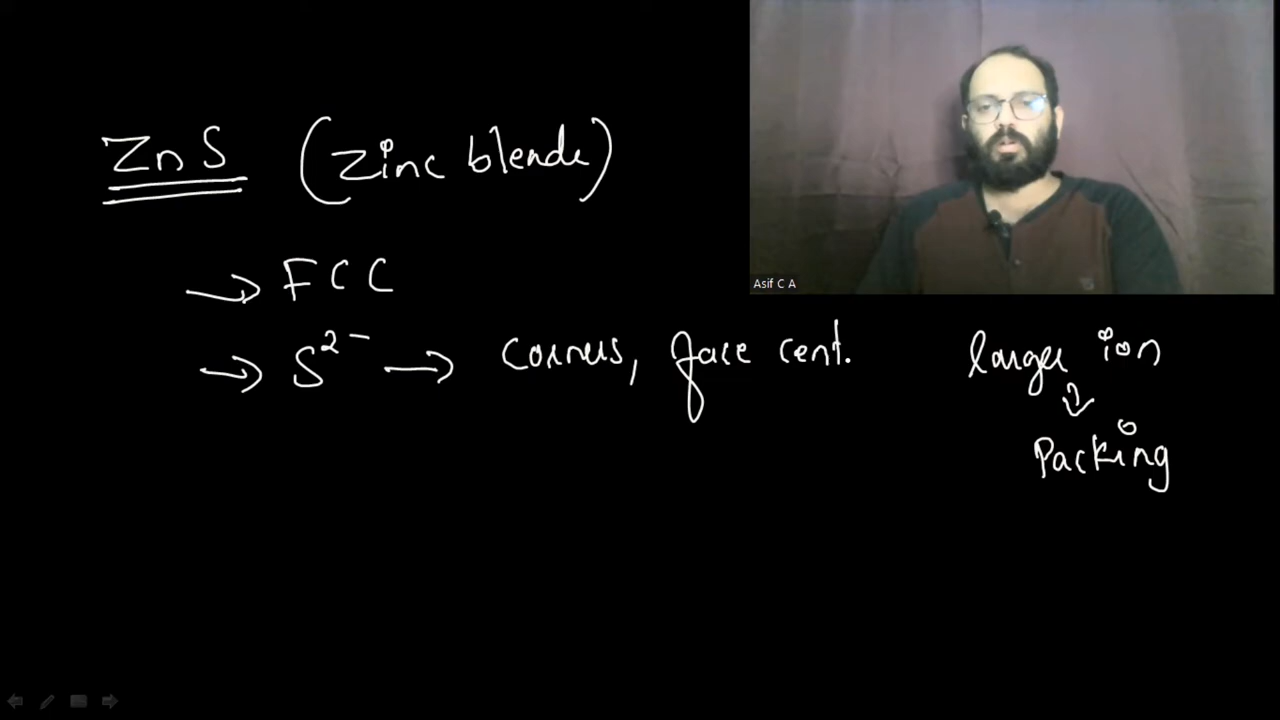 ZnS (Zinc blende)
→ FCC
→ S²⁻ → corners, face cent.
larger ion
⇓
Packing
Asif C A